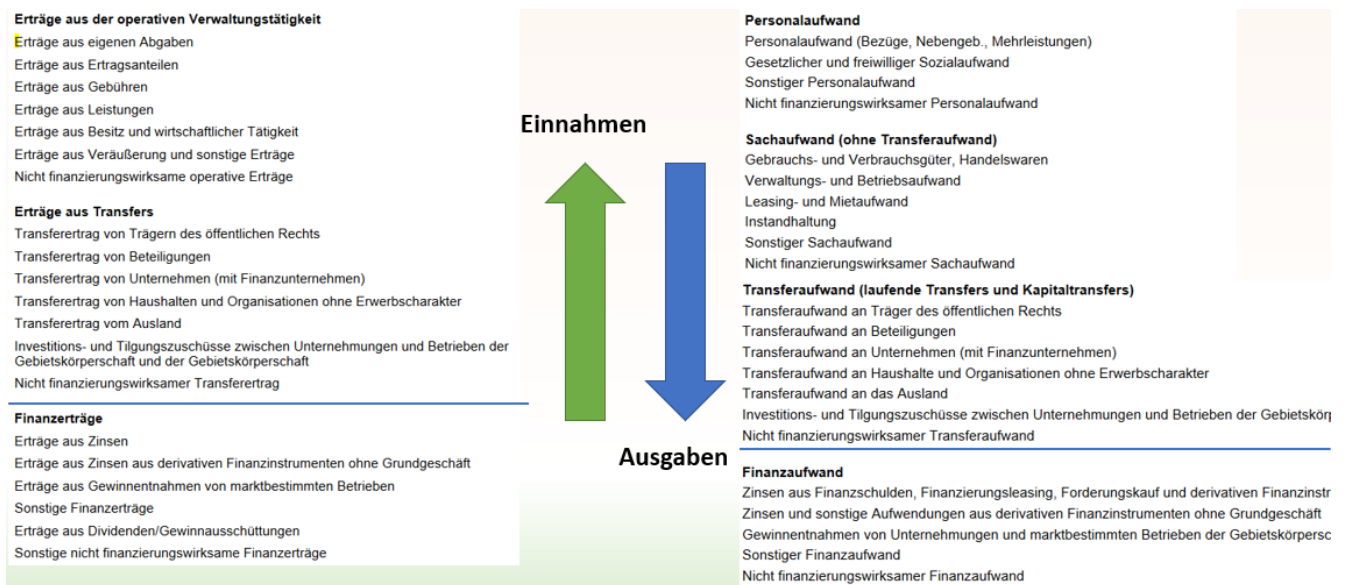 Erträge aus der operativen Verwaltungstätigkeit
Erträge aus eigenen Abgaben
Erträge aus Ertragsanteilen
Erträge aus Gebühren
Erträge aus Leistungen
Erträge aus Besitz und wirtschaftlicher Tätigkeit
Erträge aus Veräußerung und sonstige Erträge
Nicht finanzierungswirksame operative Erträge
Erträge aus Transfers
Transferertrag von Trägern des öffentlichen Rechts
Transferertrag von Beteiligungen
Transferertrag von Unternehmen (mit Finanzunternehmen)
Transferertrag von Haushalten und Organisationen ohne Erwerbscharakter
Transferertrag vom Ausland
Investitions- und Tilgungszuschüsse zwischen Unternehmungen und Betrieben der
Gebietskörperschaft und der Gebietskörperschaft
Nicht finanzierungswirksamer Transferertrag
Finanzerträge
Erträge aus Zinsen
Erträge aus Zinsen aus derivativen Finanzinstrumenten ohne Grundgeschäft
Erträge aus Gewinnentnahmen von marktbestimmten Betrieben
Sonstige Finanzerträge
Erträge aus Dividenden/Gewinnausschüttungen
Sonstige nicht finanzierungswirksame Finanzerträge
Einnahmen
Ausgaben
Personalaufwand
Personalaufwand (Bezüge, Nebengeb., Mehrleistungen)
Gesetzlicher und freiwilliger Sozialaufwand
Sonstiger Personalaufwand
Nicht finanzierungswirksamer Personalaufwand
Sachaufwand (ohne Transferaufwand)
Gebrauchs- und Verbrauchsgüter, Handelswaren
Verwaltungs- und Betriebsaufwand
Leasing- und Mietaufwand
Instandhaltung
Sonstiger Sachaufwand
Nicht finanzierungswirksamer Sachaufwand
Transferaufwand (laufende Transfers und Kapitaltransfers)
Transferaufwand an Träger des öffentlichen Rechts
Transferaufwand an Beteiligungen
Transferaufwand an Unternehmen (mit Finanzunternehmen)
Transferaufwand an Haushalte und Organisationen ohne Erwerbscharakter
Transferaufwand an das Ausland
Investitions- und Tilgungszuschüsse zwischen Unternehmungen und Betrieben der Gebietskörp
Nicht finanzierungswirksamer Transferaufwand
Finanzaufwand
Zinsen aus Finanzschulden, Finanzierungsleasing, Forderungskauf und derivativen Finanzinstr
Zinsen und sonstige Aufwendungen aus derivativen Finanzinstrumenten ohne Grundgeschäft
Gewinnentnahmen von Unternehmungen und marktbestimmten Betrieben der Gebietskörpersc
Sonstiger Finanzaufwand
Nicht finanzierungswirksamer Finanzaufwand